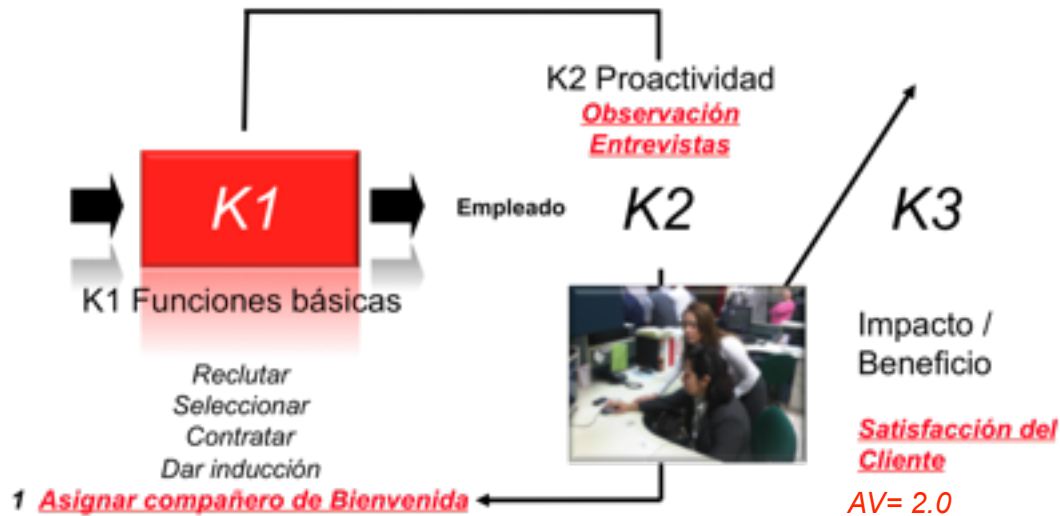 K2 Proactividad
Observación
Entrevistas
K1
Empleado
K2
K3
K1 Funciones básicas
Impacto /
Beneficio
Reclutar
Seleccionar
Contratar
Dar inducción
1 Asignar compañero de Bienvenida
Satisfacción del
Cliente
AV= 2.0